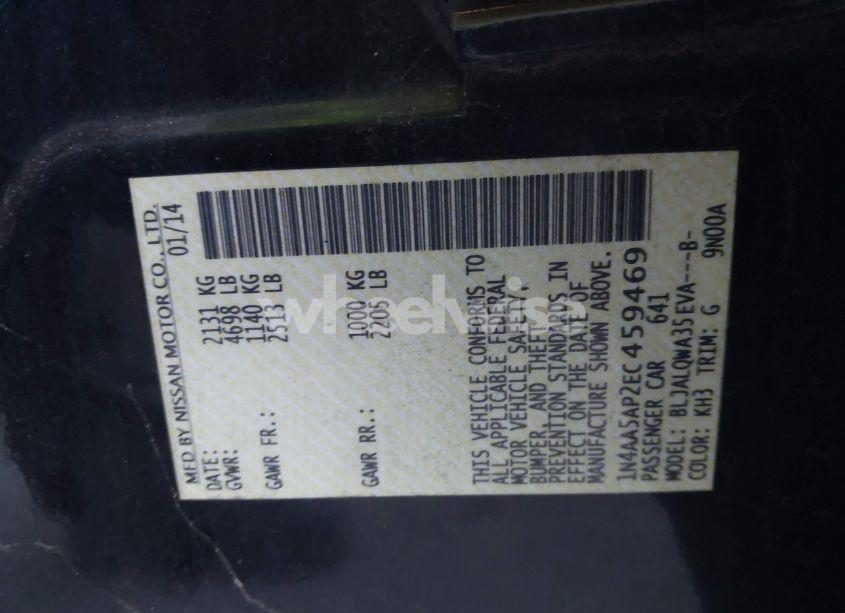 MFD BY NISSAN MOTOR CO., LTD.
DATE: 01/14
GVWR: 2131 KG
4698 LB
GAWR FR.: 1140 KG
2513 LB
GAWR RR.: 1000 KG
2205 LB
THIS VEHICLE CONFORMS TO
ALL APPLICABLE FEDERAL
MOTOR VEHICLE SAFETY,
BUMPER, AND THEFT
PREVENTION STANDARDS IN
EFFECT ON THE DATE OF
MANUFACTURE SHOWN ABOVE.
1N4AA5AP2EC459469
PASSENGER CAR 641
MODEL: BLJALQWA35EVA---B-
COLOR: KH3 TRIM: G 9N00A